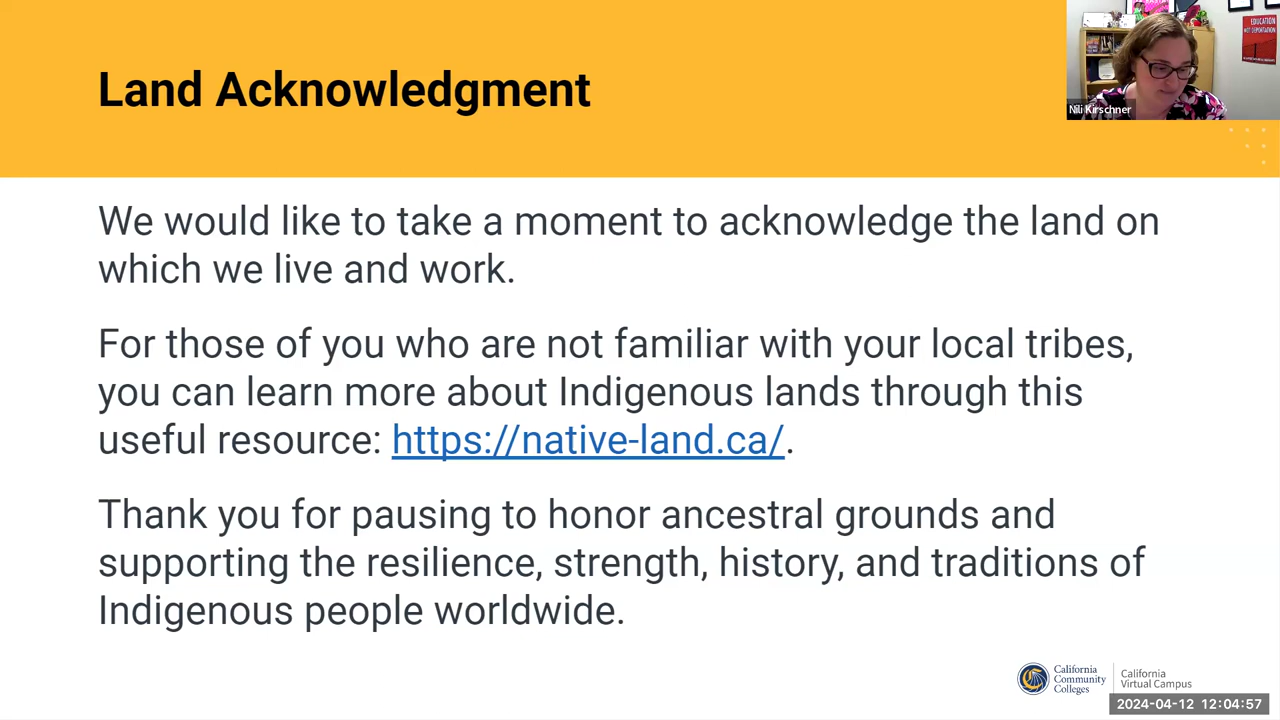 Land Acknowledgment
EDUCATION
NOT DEPORTATION
Nili Kirschner
We would like to take a moment to acknowledge the land on
which we live and work.
For those of you who are not familiar with your local tribes,
you can learn more about Indigenous lands through this
useful resource: https://native-land.ca/.
Thank you for pausing to honor ancestral grounds and
supporting the resilience, strength, history, and traditions of
Indigenous people worldwide.
California
Community
Colleges
California
Virtual Campus
2024-04-12 12:04:57